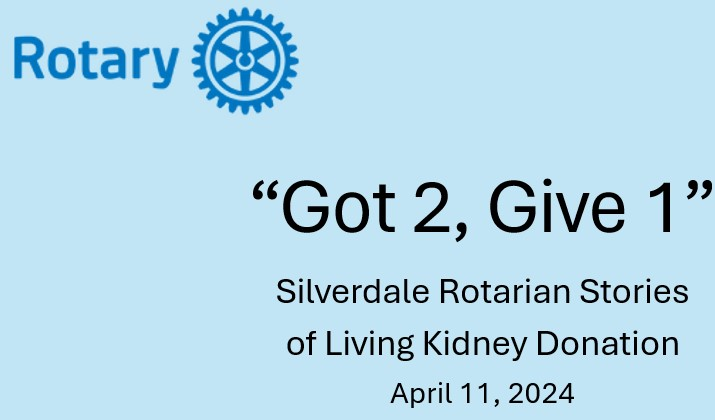 Rotary
“Got 2, Give 1”
Silverdale Rotarian Stories
of Living Kidney Donation
April 11, 2024